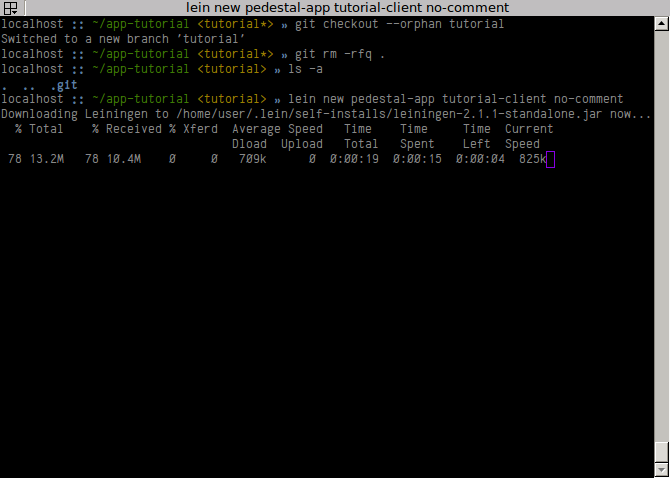 lein new pedestal-app tutorial-client no-comment
localhost :: ~/app-tutorial <tutorial*> » git checkout --orphan tutorial
Switched to a new branch 'tutorial'
localhost :: ~/app-tutorial <tutorial*> » git rm -rfq .
localhost :: ~/app-tutorial <tutorial> » ls -a
. .. .git
localhost :: ~/app-tutorial <tutorial> » lein new pedestal-app tutorial-client no-comment
Downloading Leiningen to /home/user/.lein/self-installs/leiningen-2.1.1-standalone.jar now...
% Total % Received % Xferd Average Speed Time Time Time Current
Dload Upload Total Spent Left Speed
78 13.2M 78 10.4M 0 0 709k 0 0:00:19 0:00:15 0:00:04 825k